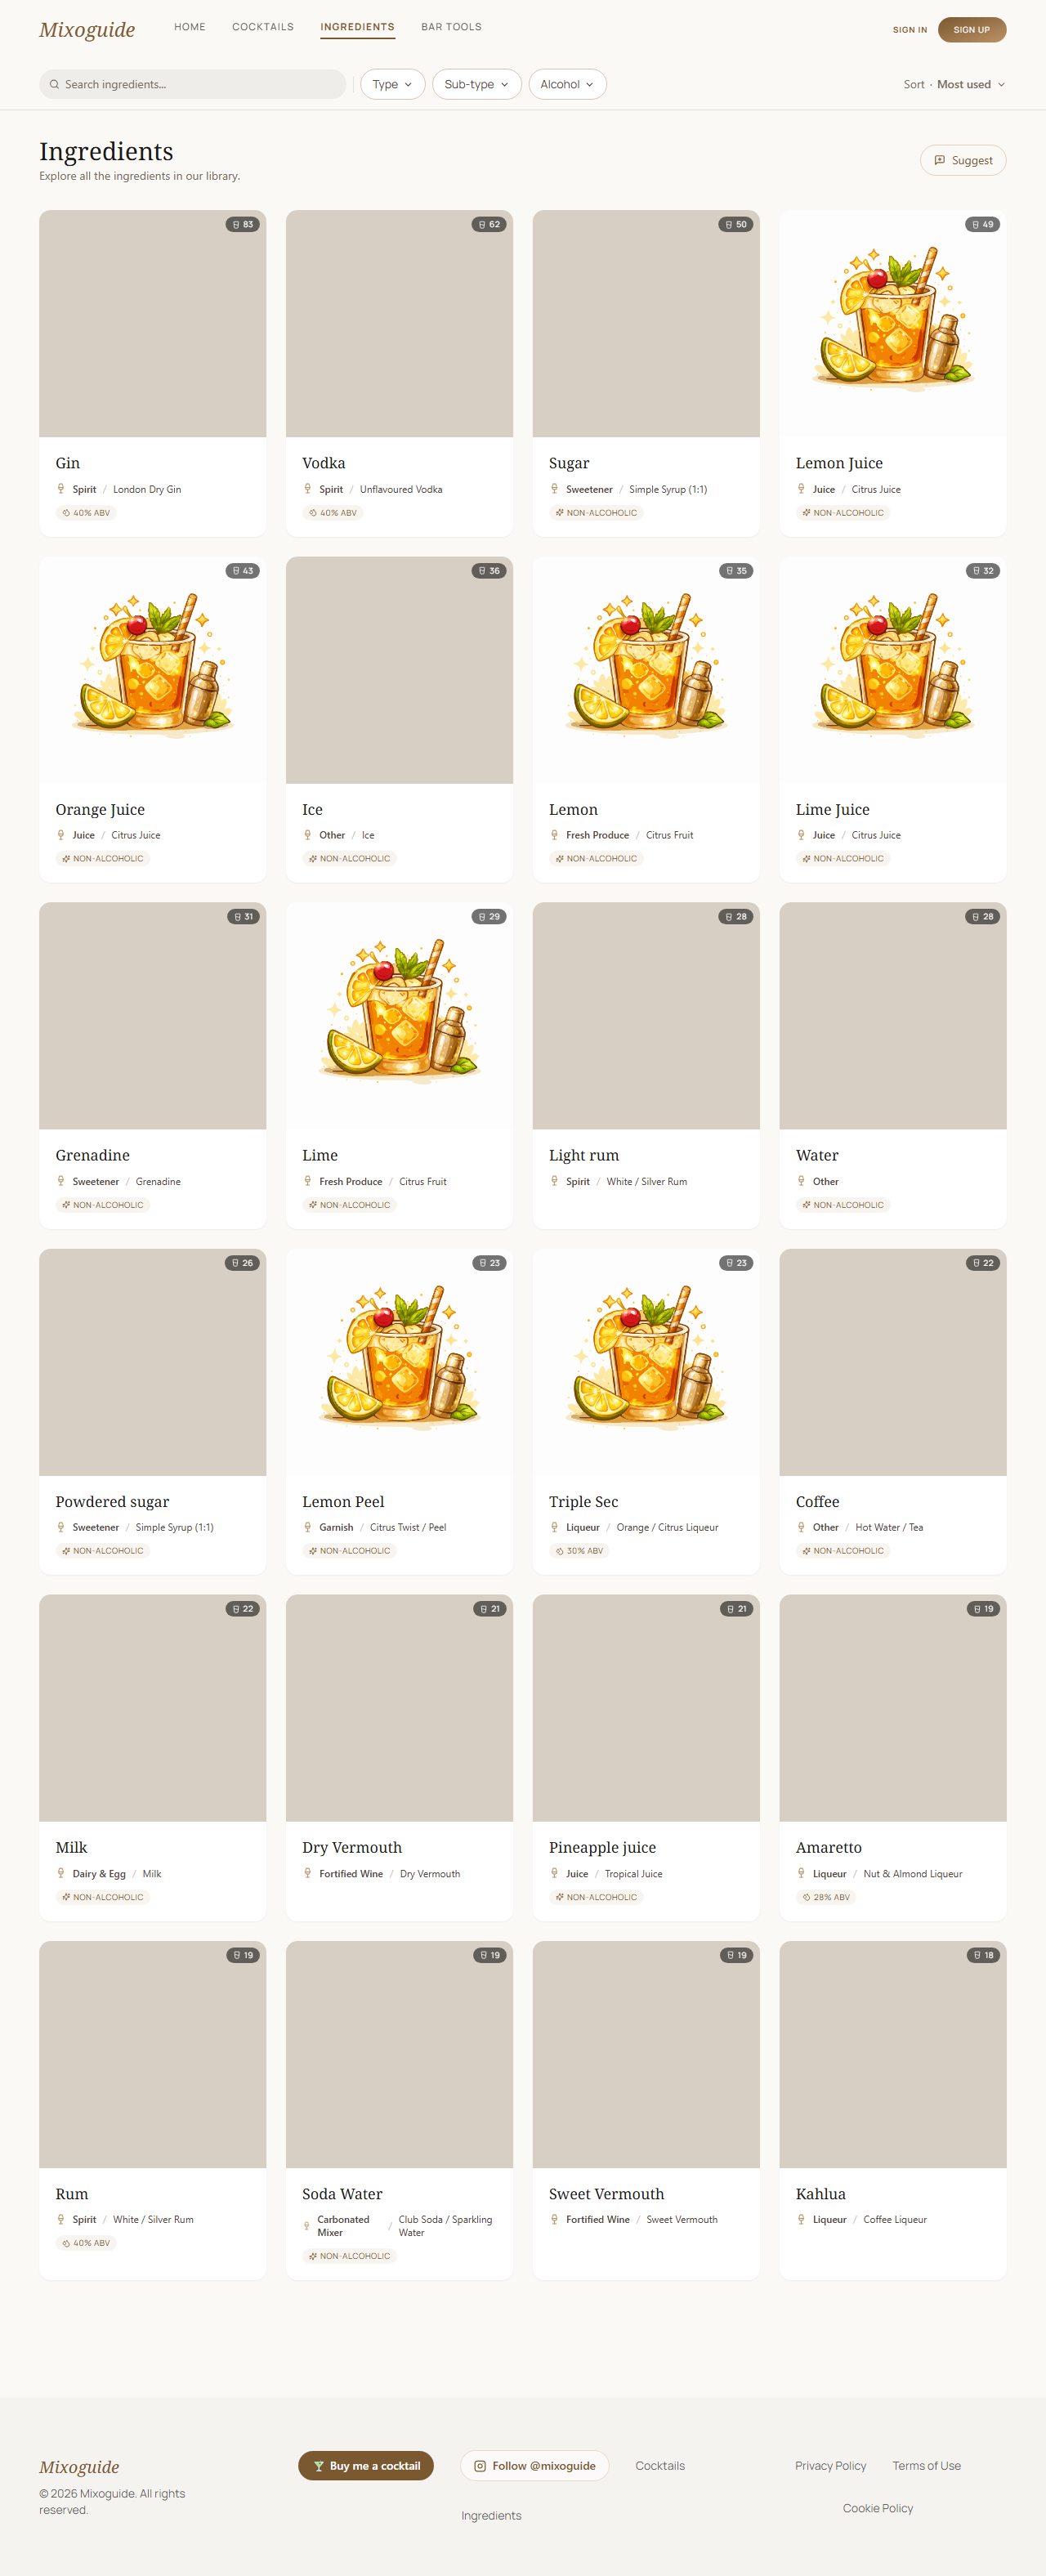 Mixoguide
HOME
COCKTAILS
INGREDIENTS
BAR TOOLS
SIGN IN
SIGN UP
Search ingredients...
Type
Sub-type
Alcohol
Sort · Most used
Ingredients
Explore all the ingredients in our library.
Suggest
83
Gin
Spirit / London Dry Gin
40% ABV
62
Vodka
Spirit / Unflavoured Vodka
40% ABV
50
Sugar
Sweetener / Simple Syrup (1:1)
NON-ALCOHOLIC
49
Lemon Juice
Juice / Citrus Juice
NON-ALCOHOLIC
43
Orange Juice
Juice / Citrus Juice
NON-ALCOHOLIC
36
Ice
Other / Ice
NON-ALCOHOLIC
35
Lemon
Fresh Produce / Citrus Fruit
NON-ALCOHOLIC
32
Lime Juice
Juice / Citrus Juice
NON-ALCOHOLIC
31
Grenadine
Sweetener / Grenadine
NON-ALCOHOLIC
29
Lime
Fresh Produce / Citrus Fruit
NON-ALCOHOLIC
28
Light rum
Spirit / White / Silver Rum
28
Water
Other
NON-ALCOHOLIC
26
Powdered sugar
Sweetener / Simple Syrup (1:1)
NON-ALCOHOLIC
23
Lemon Peel
Garnish / Citrus Twist / Peel
NON-ALCOHOLIC
23
Triple Sec
Liqueur / Orange / Citrus Liqueur
30% ABV
22
Coffee
Other / Hot Water / Tea
NON-ALCOHOLIC
22
Milk
Dairy & Egg / Milk
NON-ALCOHOLIC
21
Dry Vermouth
Fortified Wine / Dry Vermouth
21
Pineapple juice
Juice / Tropical Juice
NON-ALCOHOLIC
19
Amaretto
Liqueur / Nut & Almond Liqueur
28% ABV
19
Rum
Spirit / White / Silver Rum
40% ABV
19
Soda Water
Carbonated Mixer / Club Soda / Sparkling Water
NON-ALCOHOLIC
19
Sweet Vermouth
Fortified Wine / Sweet Vermouth
18
Kahlua
Liqueur / Coffee Liqueur
Mixoguide
© 2026 Mixoguide. All rights
reserved.
Buy me a cocktail
Follow @mixoguide
Cocktails
Ingredients
Privacy Policy
Terms of Use
Cookie Policy